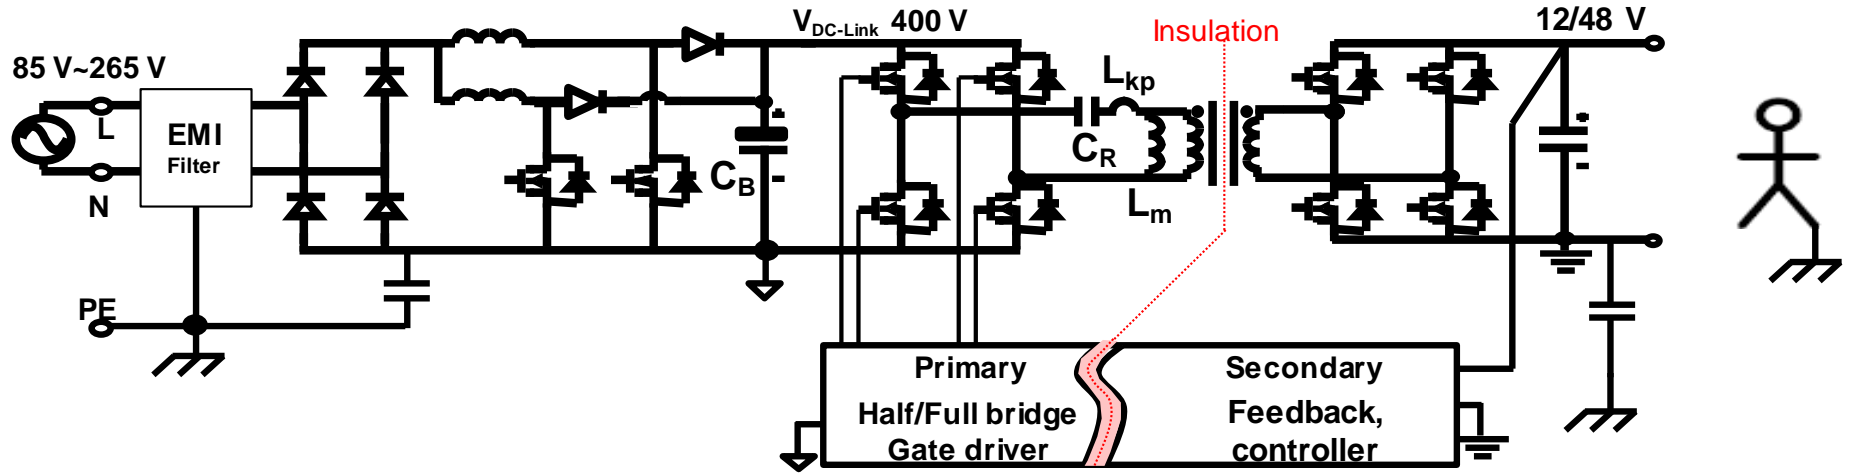 V_DC-Link 400 V
12/48 V
Insulation
85 V~265 V
L_kp
L
EMI
Filter
C_R
C_B
N
L_m
PE
Primary
Secondary
Half/Full bridge
Gate driver
Feedback,
controller